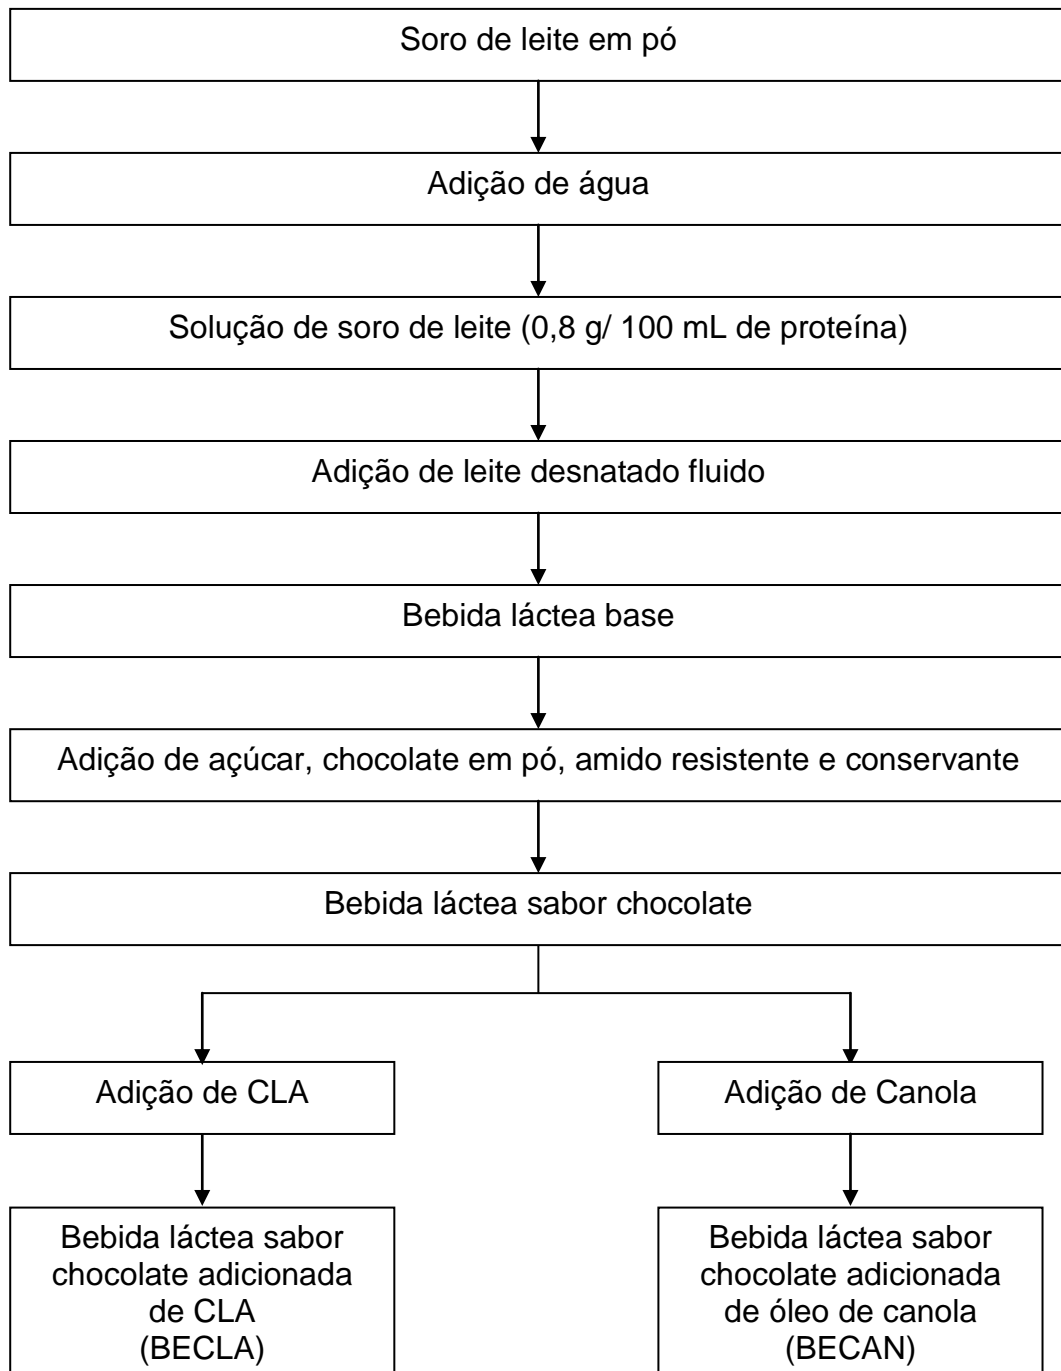 Soro de leite em pó
Adição de água
Solução de soro de leite (0,8 g/ 100 mL de proteína)
Adição de leite desnatado fluido
Bebida láctea base
Adição de açúcar, chocolate em pó, amido resistente e conservante
Bebida láctea sabor chocolate
Adição de CLA
Adição de Canola
Bebida láctea sabor
chocolate adicionada
de CLA
(BECLA)
Bebida láctea sabor
chocolate adicionada
de óleo de canola
(BECAN)